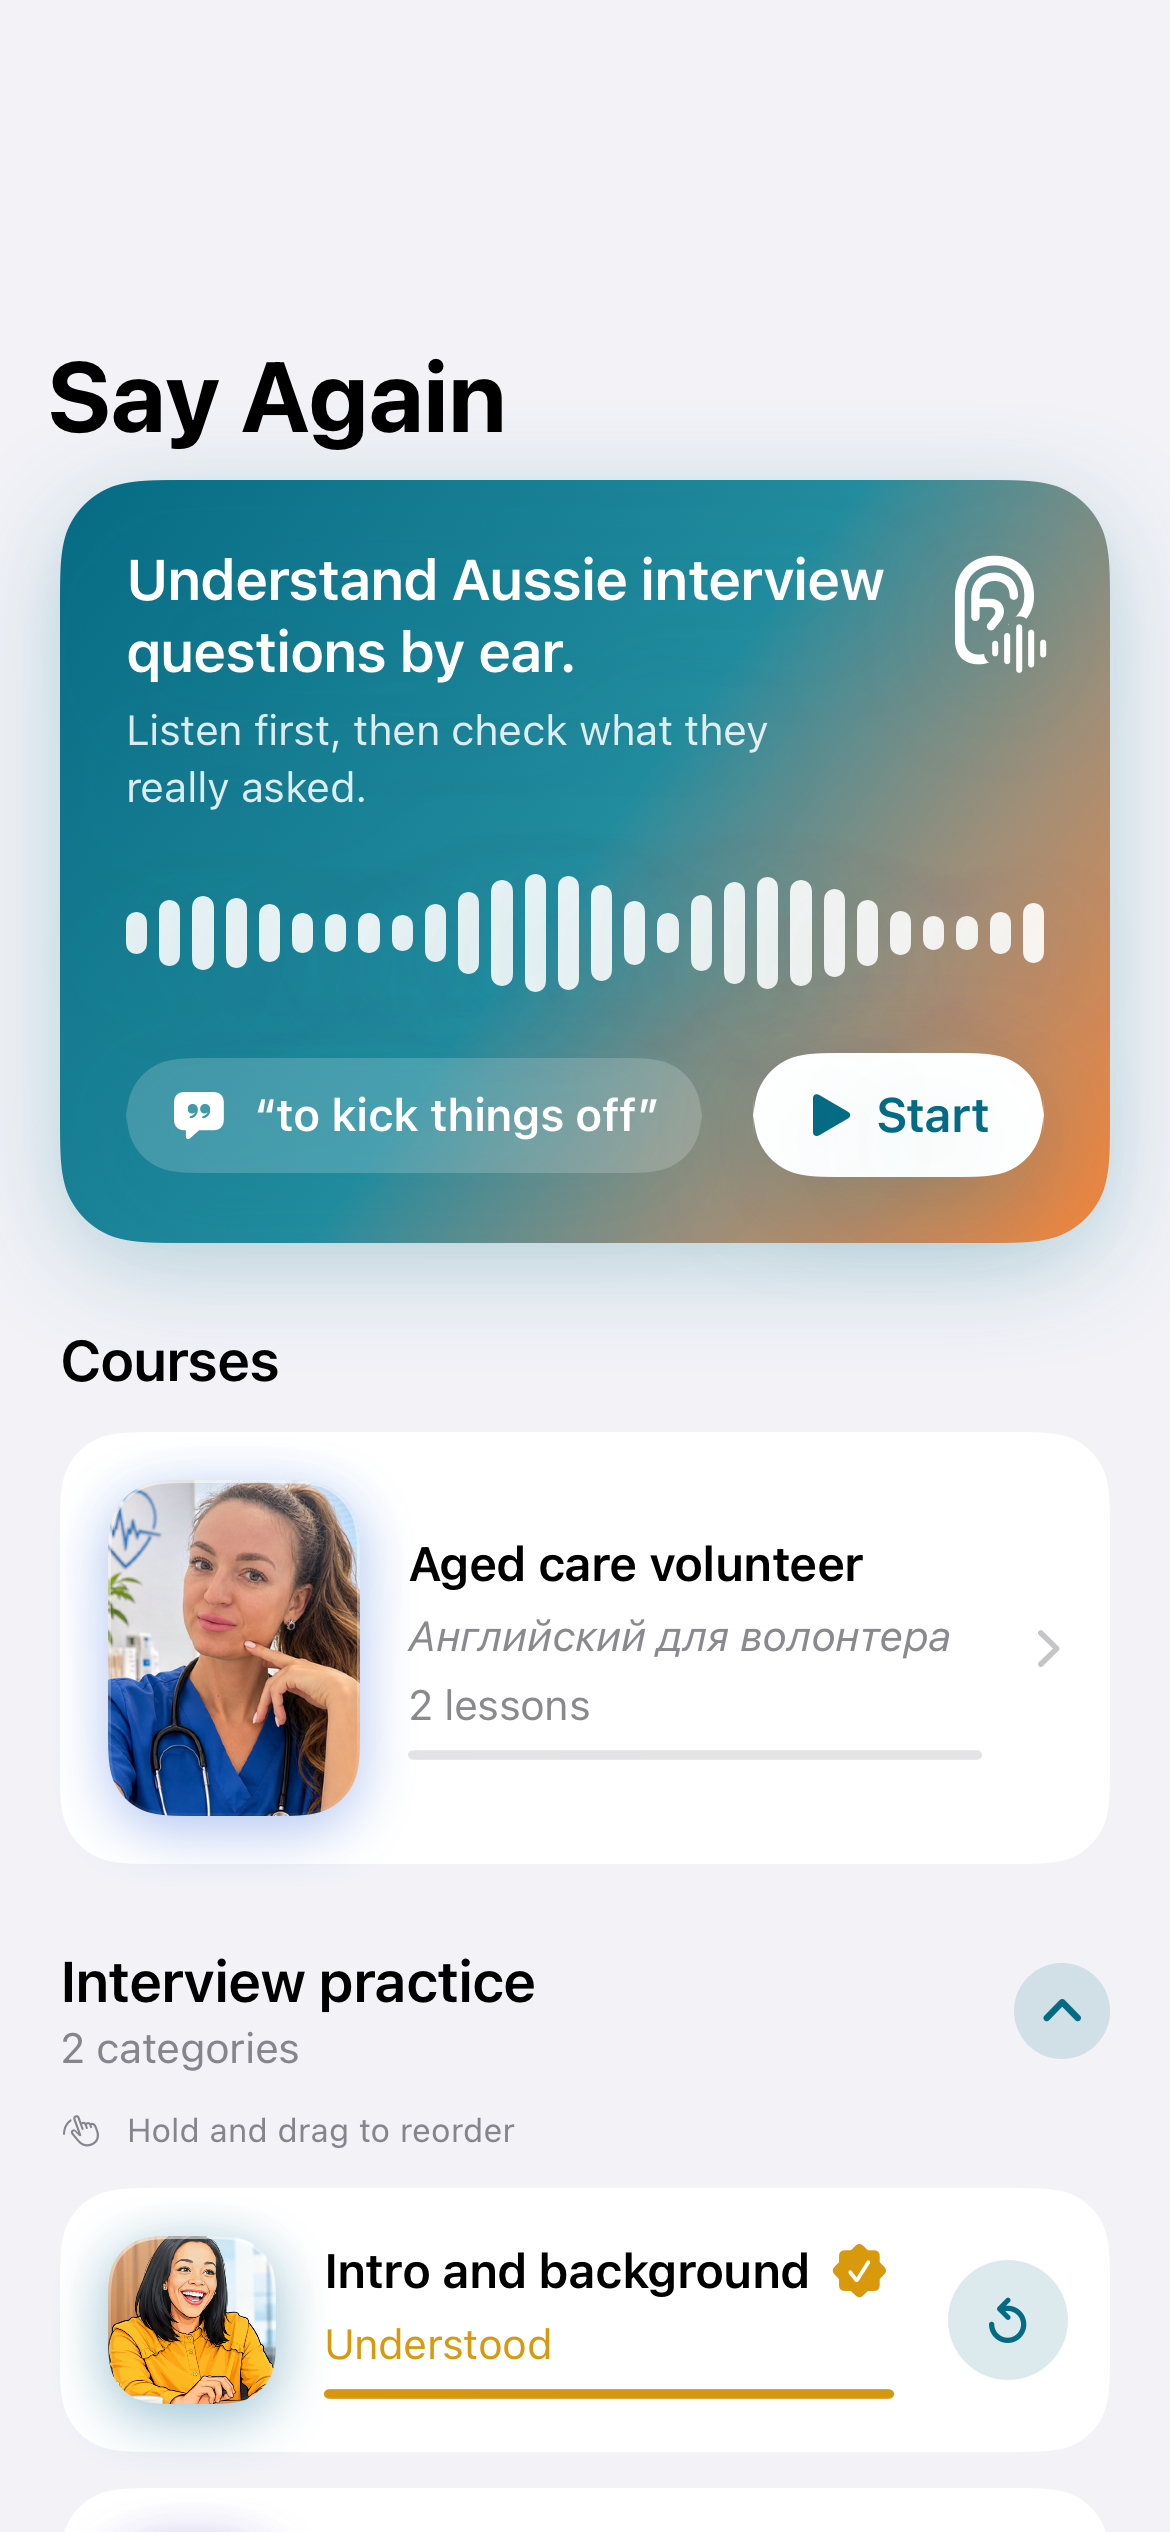 Say Again
Understand Aussie interview
questions by ear.
Listen first, then check what they
really asked.
“to kick things off”
Start
Courses
Aged care volunteer
Английский для волонтера
2 lessons
Interview practice
2 categories
Hold and drag to reorder
Intro and background
Understood